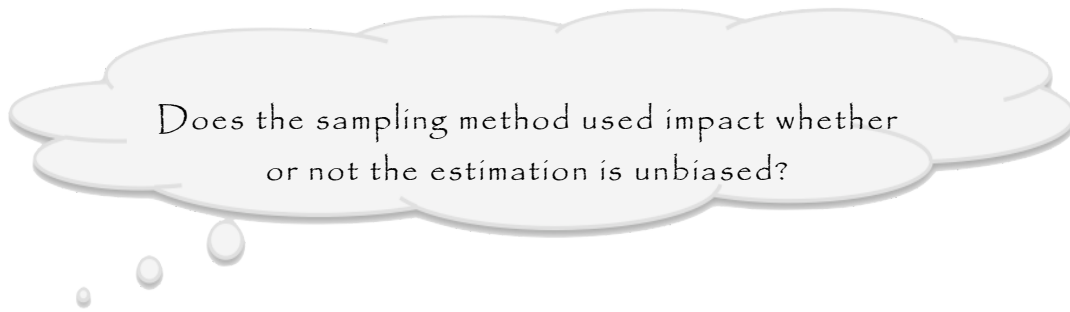 Does the sampling method used impact whether
or not the estimation is unbiased?